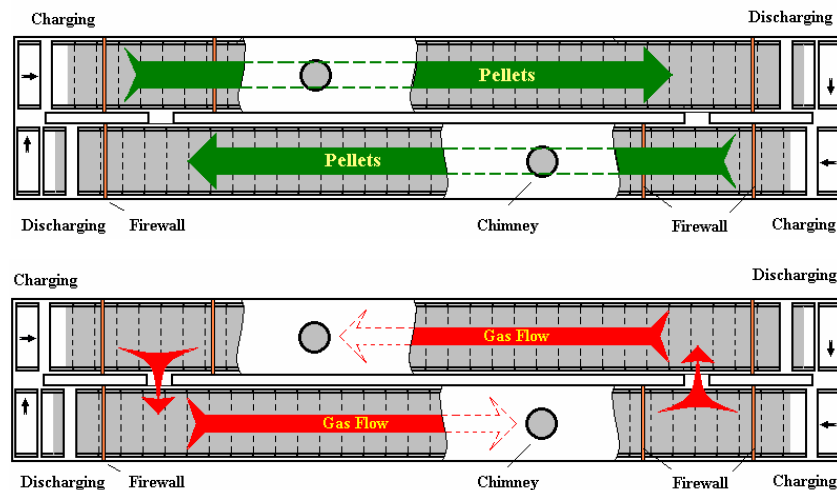 Charging
Discharging
Pellets
Pellets
Discharging
Firewall
Chimney
Firewall
Charging
Charging
Discharging
Gas Flow
Gas Flow
Discharging
Firewall
Chimney
Firewall
Charging